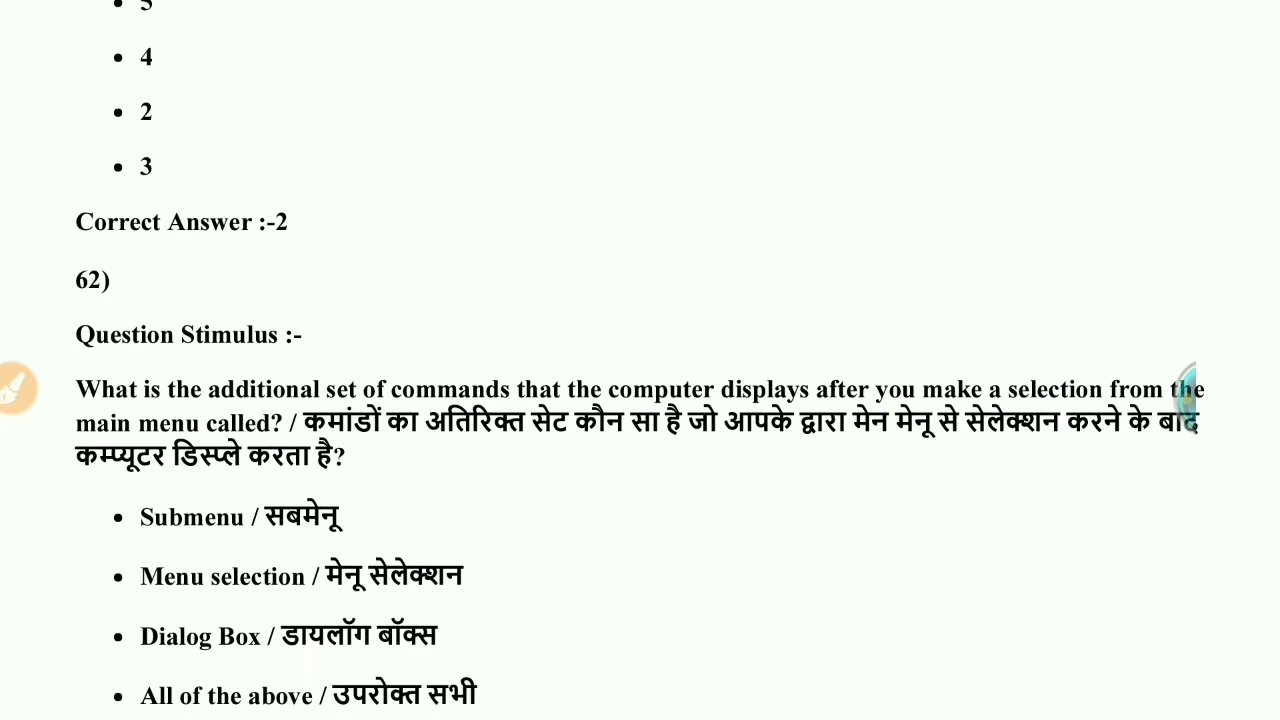 5
4
2
3
Correct Answer :-2
62)
Question Stimulus :-
What is the additional set of commands that the computer displays after you make a selection from the
main menu called? / कमांडों का अतिरिक्त सेट कौन सा है जो आपके द्वारा मेन मेनू से सेलेक्शन करने के बाद
कम्प्यूटर डिस्प्ले करता है?
Submenu / सबमेनू
Menu selection / मेनू सेलेक्शन
Dialog Box / डायलॉग बॉक्स
All of the above / उपरोक्त सभी